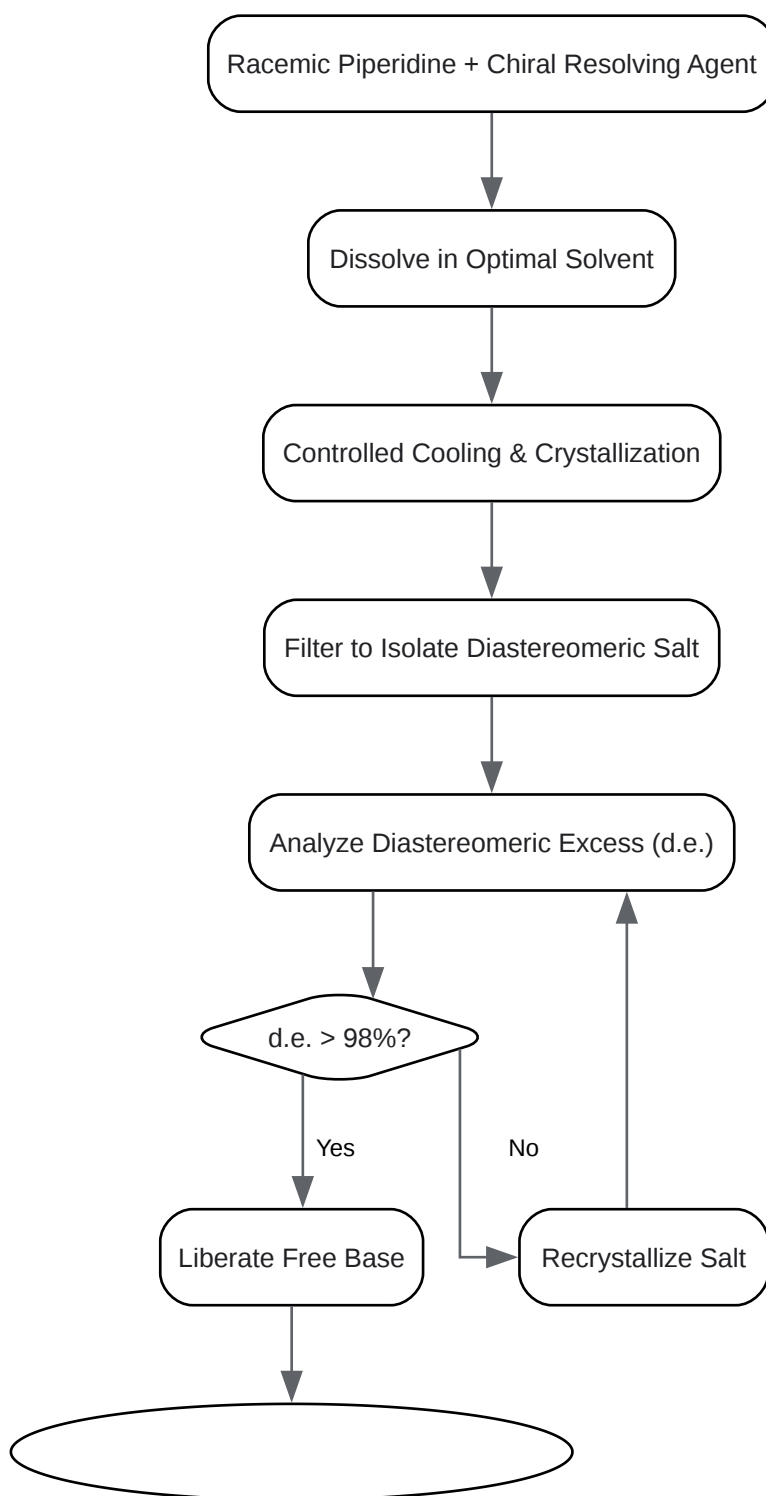 Racemic Piperidine + Chiral Resolving Agent
Dissolve in Optimal Solvent
Controlled Cooling & Crystallization
Filter to Isolate Diastereomeric Salt
Analyze Diastereomeric Excess (d.e.)
d.e. > 98%?
Yes
No
Liberate Free Base
Recrystallize Salt